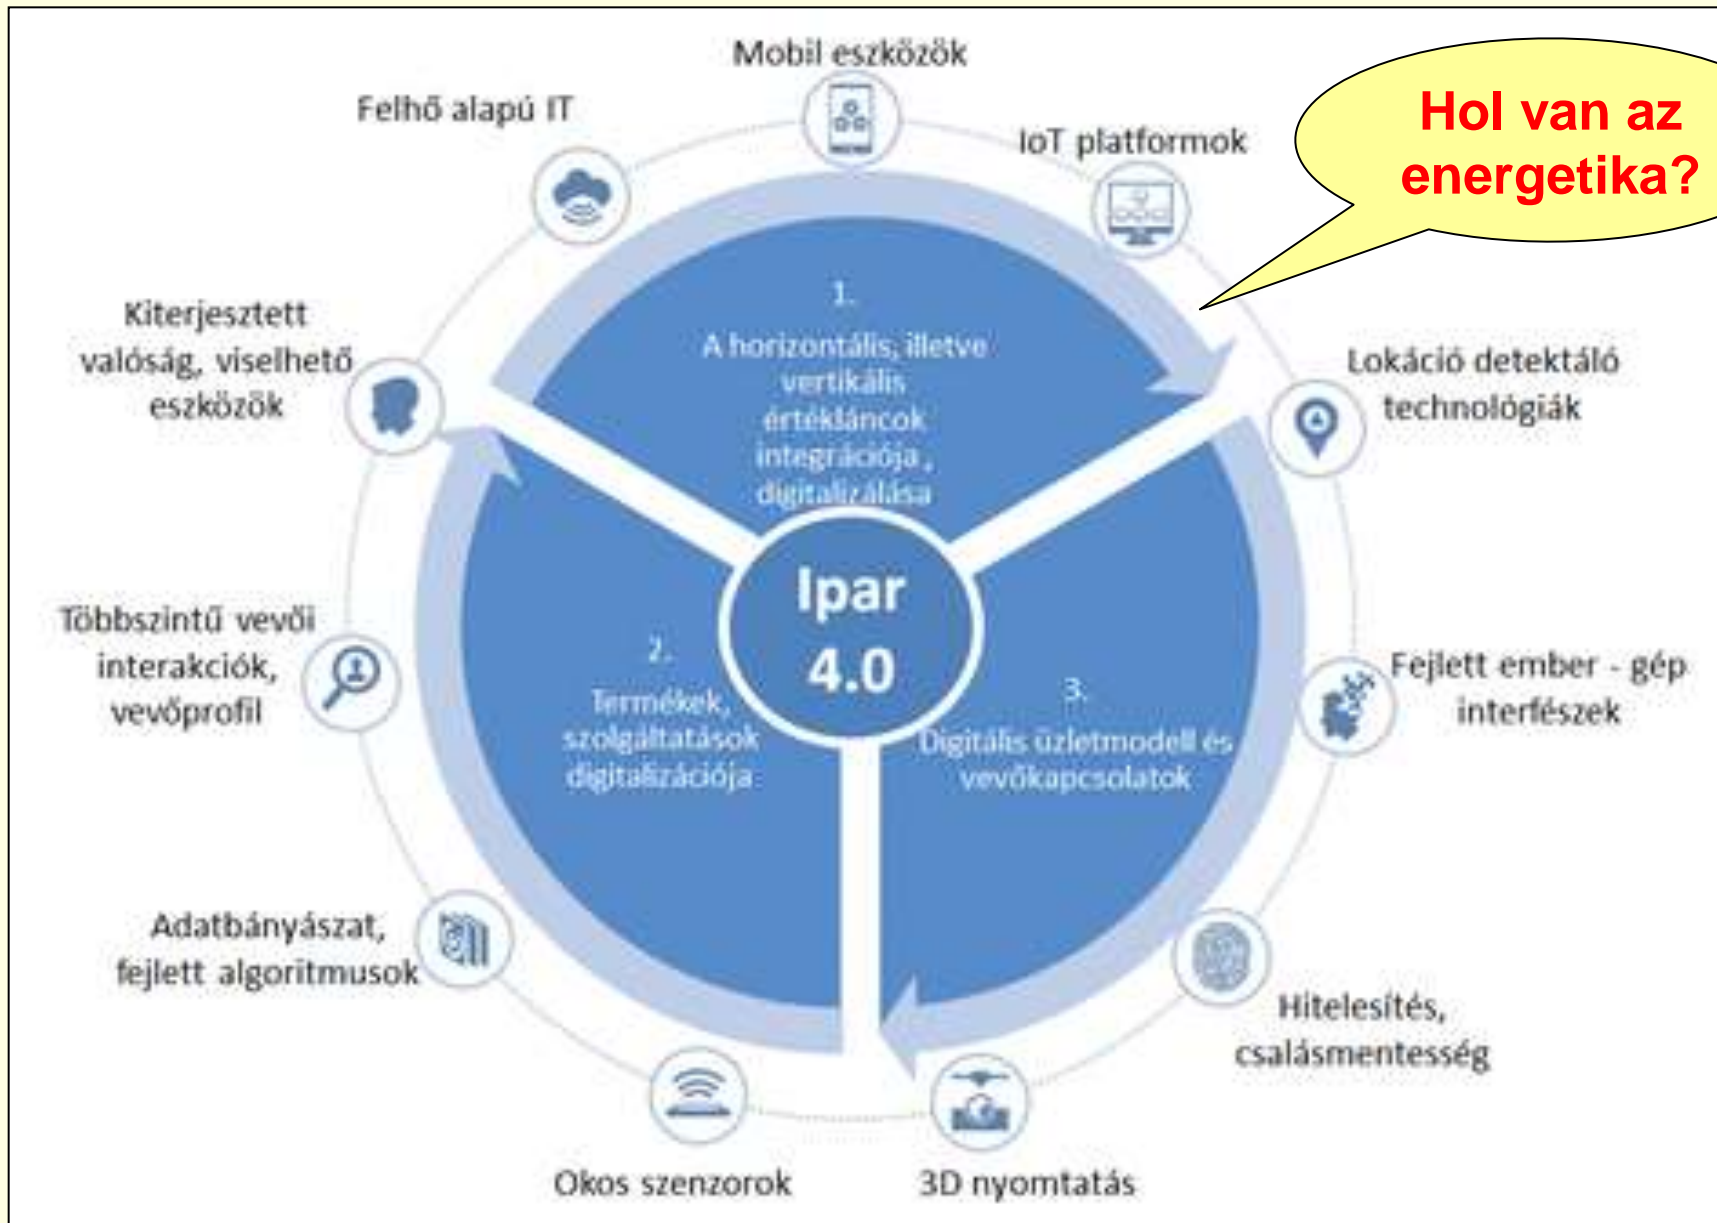 Mobil eszközök
Felhő alapú IT
IoT platformok
Hol van az
energetika?
Kiterjesztett
valóság, viselhető
eszközök
Lokáció detektáló
technológiák
1.
A horizontális, illetve
vertikális
értékláncok
integrációja ,
digitalizálása
Ipar
4.0
Többszintű vevői
interakciók,
vevőprofil
2.
Termékek,
szolgáltatások
digitalizációja
3.
Digitális üzletmodell és
vevőkapcsolatok
Fejlett ember - gép
interfészek
Adatbányászat,
fejlett algoritmusok
Hitelesítés,
csalásmentesség
Okos szenzorok
3D nyomtatás